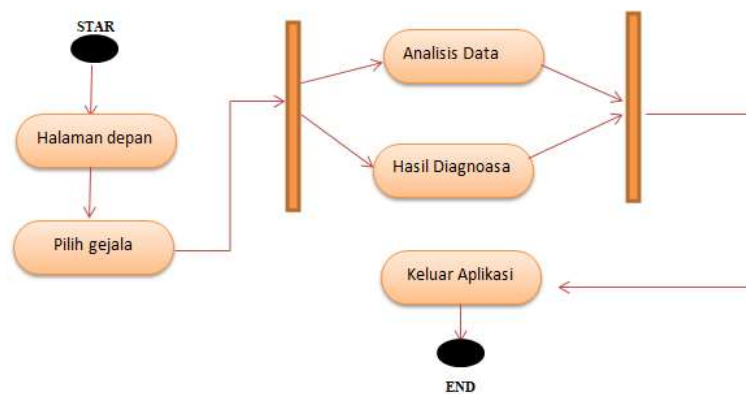 STAR
Halaman depan
Pilih gejala
Analisis Data
Hasil Diagnoasa
Keluar Aplikasi
END